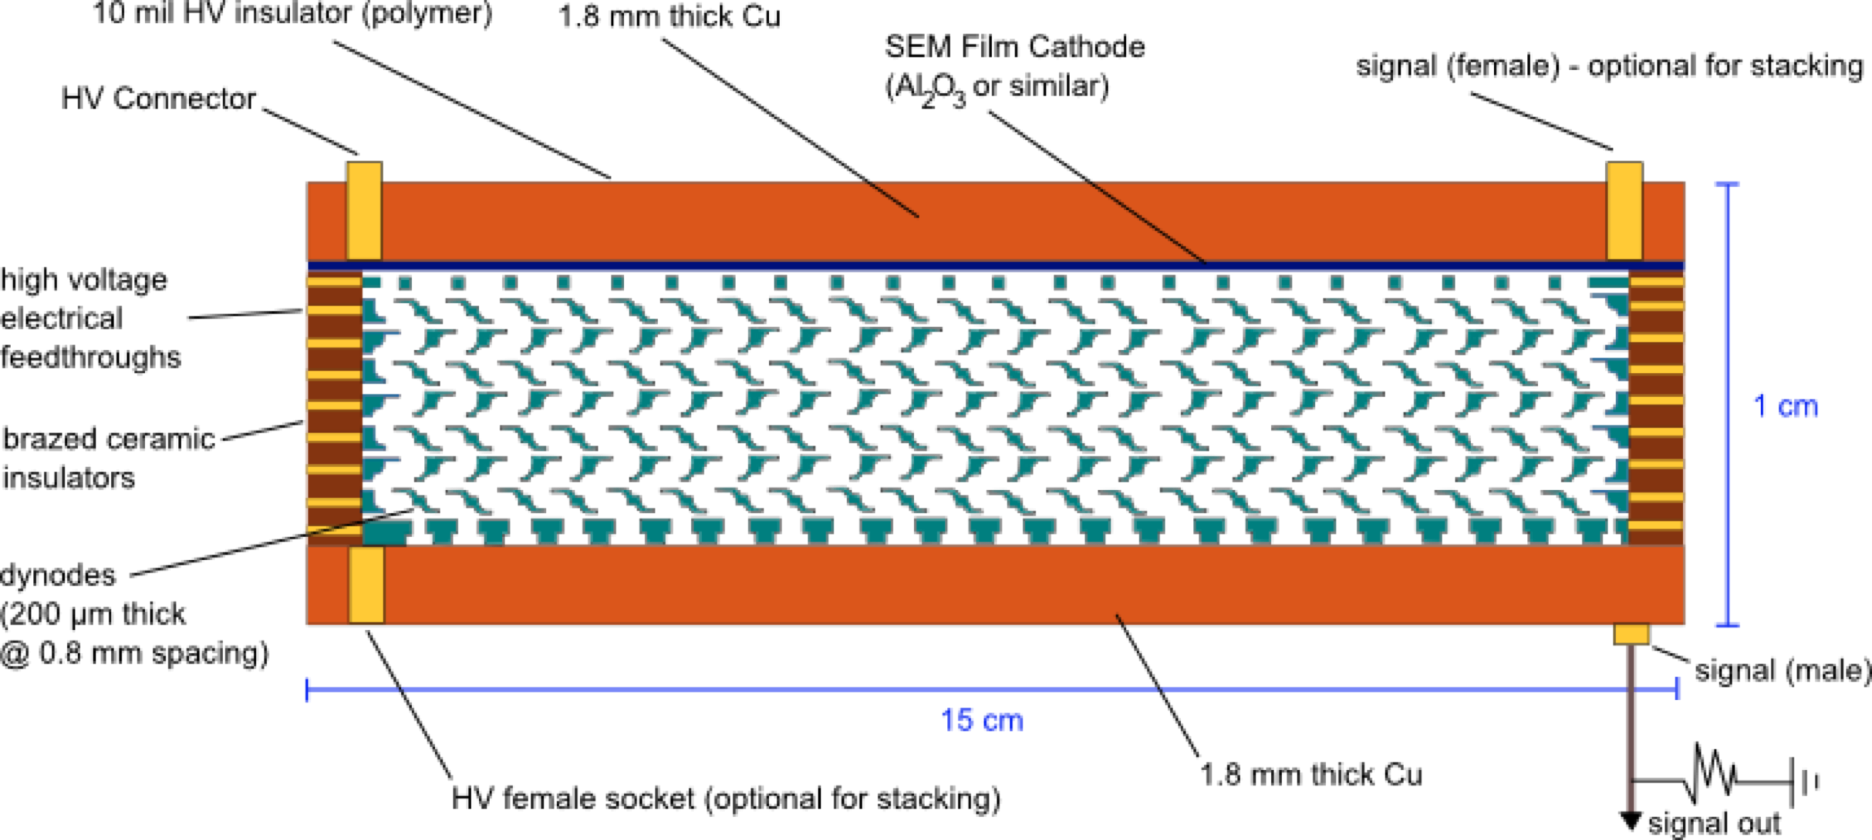 10 mil HV insulator (polymer)
1.8 mm thick Cu
SEM Film Cathode
(Al2O3 or similar)
signal (female) - optional for stacking
HV Connector
high voltage
electrical
feedthroughs
brazed ceramic
insulators
dynodes
(200 µm thick
@ 0.8 mm spacing)
1 cm
15 cm
signal (male)
1.8 mm thick Cu
HV female socket (optional for stacking)
signal out